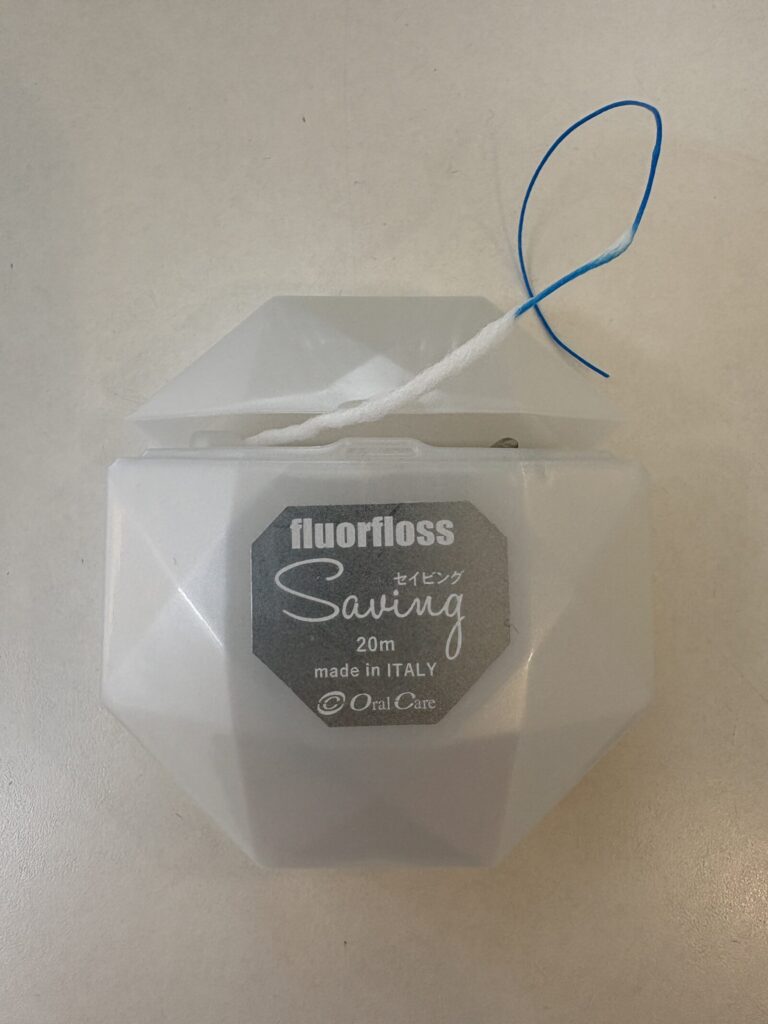 fluorfloss
セイビング
Saving
20m
made in ITALY
Oral Care